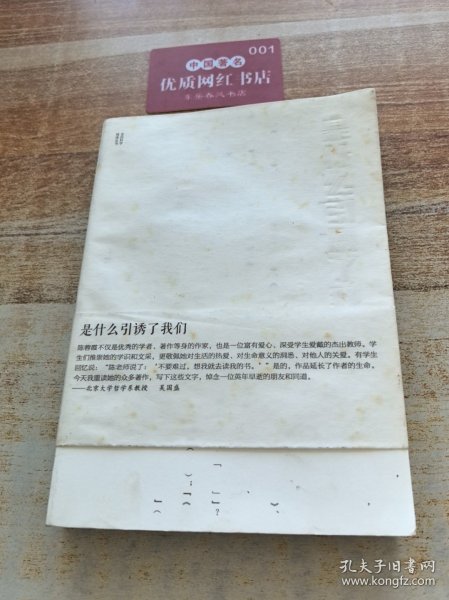 001
中国著名
优质网红书店
是什么引诱了我们
陈蓉霞不仅是优秀的学者，著作等身的作家，也是一位富有爱心、深受学生爱戴的杰出教师。学
生们推崇她的学识和文采，更敬佩她对生活的热爱、对生命意义的洞悉、对他人的关爱。有学生
回忆说：“陈老师说了：‘不要难过，想我就去读我的书。’”是的，作品延长了作者的生命。
今天我重读她的众多著作，写下这些文字，悼念一位英年早逝的朋友和同道。
——北京大学哲学系教授 吴国盛
孔夫子旧书网
www.kongfz.com